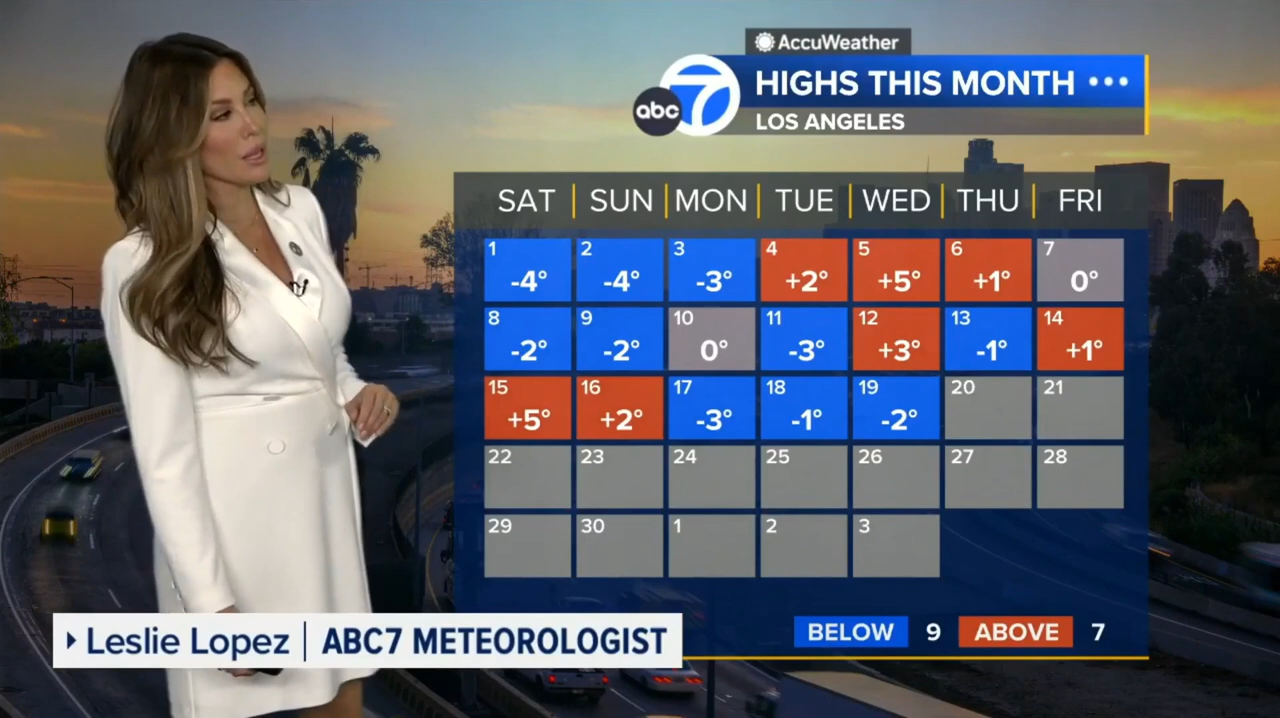 AccuWeather
abc 7 HIGHS THIS MONTH
LOS ANGELES
SAT SUN MON TUE WED THU FRI
1 2 3 4 5 6 7
-4° -4° -3° +2° +5° +1° 0°
8 9 10 11 12 13 14
-2° -2° 0° -3° +3° -1° +1°
15 16 17 18 19 20 21
+5° +2° -3° -1° -2°
22 23 24 25 26 27 28
29 30 1 2 3
BELOW 9 ABOVE 7
Leslie Lopez | ABC7 METEOROLOGIST